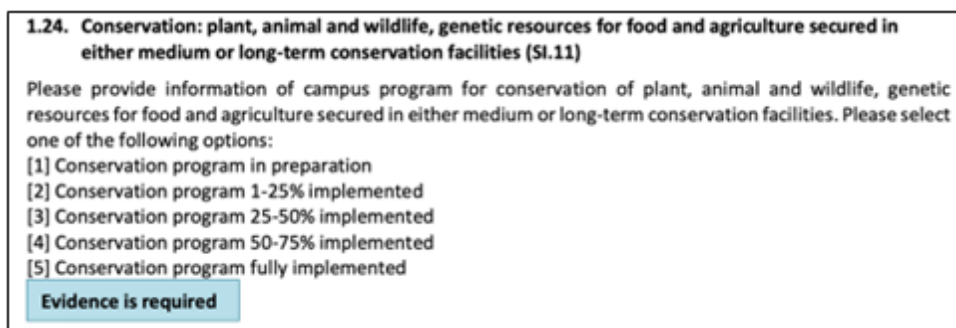 1.24. Conservation: plant, animal and wildlife, genetic resources for food and agriculture secured in
either medium or long-term conservation facilities (SI.11)
Please provide information of campus program for conservation of plant, animal and wildlife, genetic
resources for food and agriculture secured in either medium or long-term conservation facilities. Please select
one of the following options:
[1] Conservation program in preparation
[2] Conservation program 1-25% implemented
[3] Conservation program 25-50% implemented
[4] Conservation program 50-75% implemented
[5] Conservation program fully implemented
Evidence is required